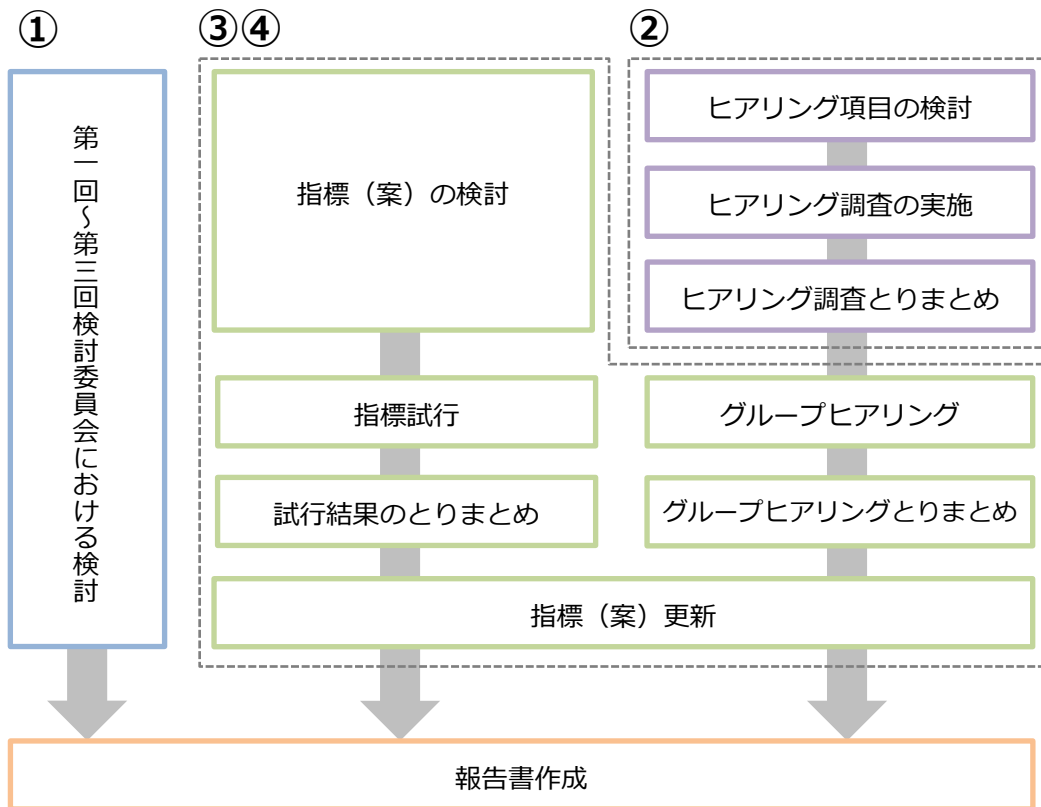 ①
③④
②
第一回～第三回検討委員会における検討
指標（案）の検討
ヒアリング項目の検討
ヒアリング調査の実施
ヒアリング調査とりまとめ
指標試行
グループヒアリング
試行結果のとりまとめ
グループヒアリングとりまとめ
指標（案）更新
報告書作成